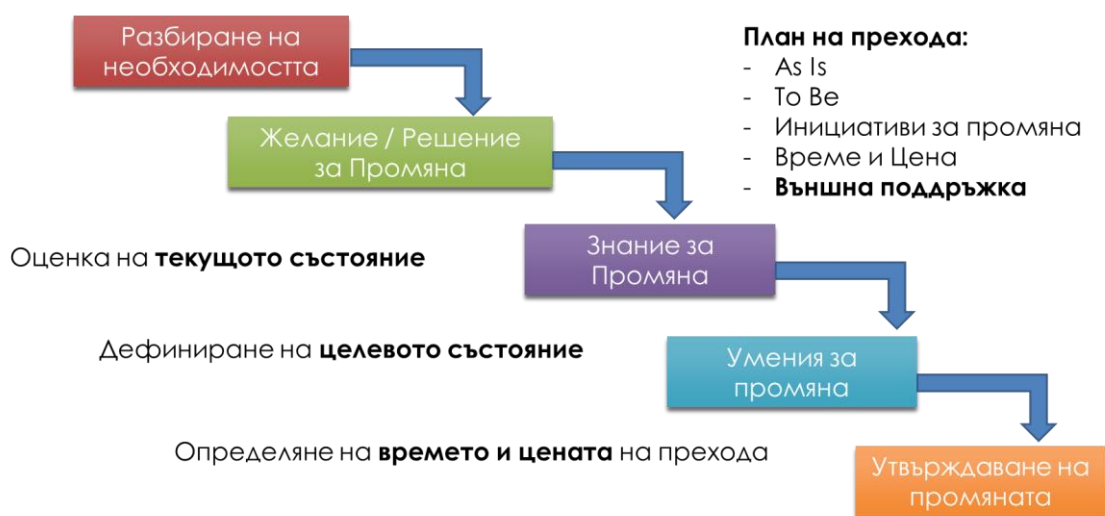 Разбиране на
необходимостта
План на прехода:
- As Is
- To Be
- Инициативи за промяна
- Време и Цена
- Външна поддръжка
Желание / Решение
за Промяна
Знание за
Промяна
Оценка на текущото състояние
Дефиниране на целевото състояние
Умения за
промяна
Определяне на времето и цената на прехода
Утвърждаване на
промяната